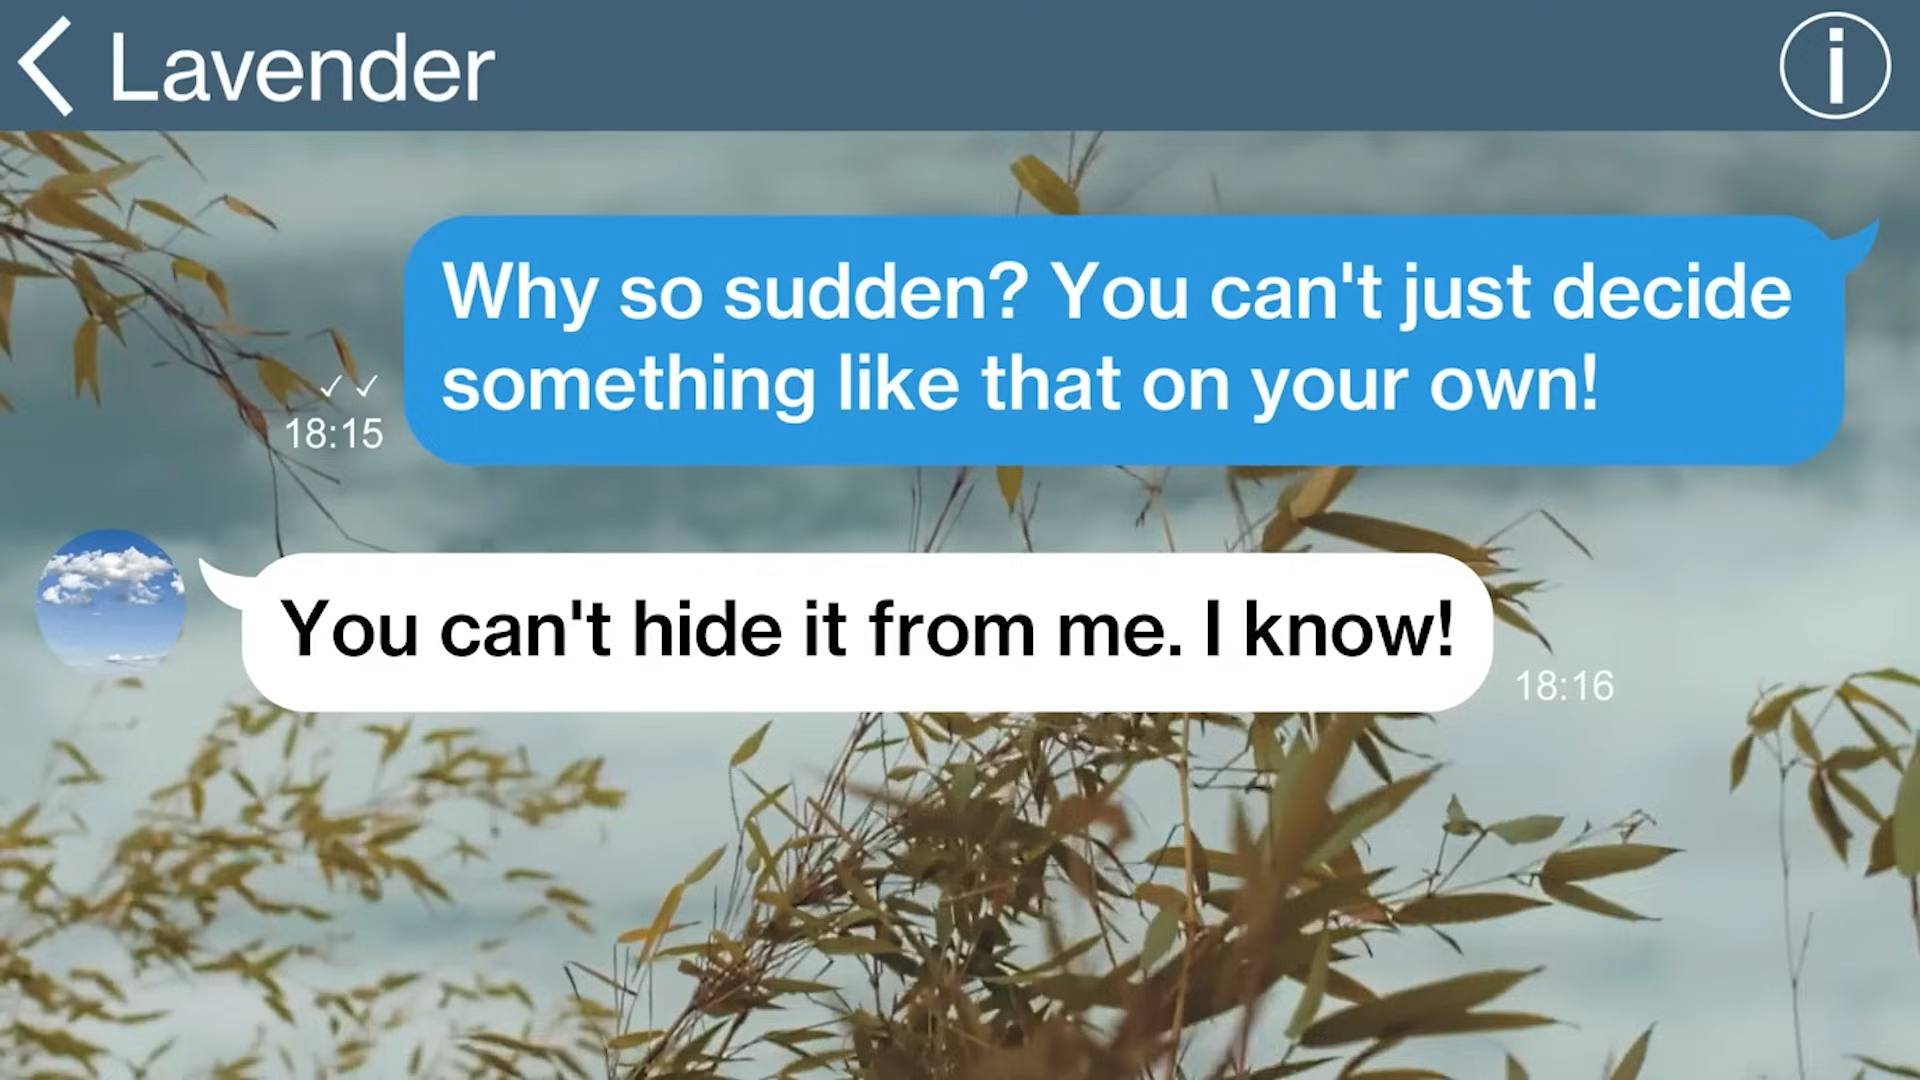 Lavender
Why so sudden? You can't just decide
something like that on your own!
18:15
You can't hide it from me. I know!
18:16